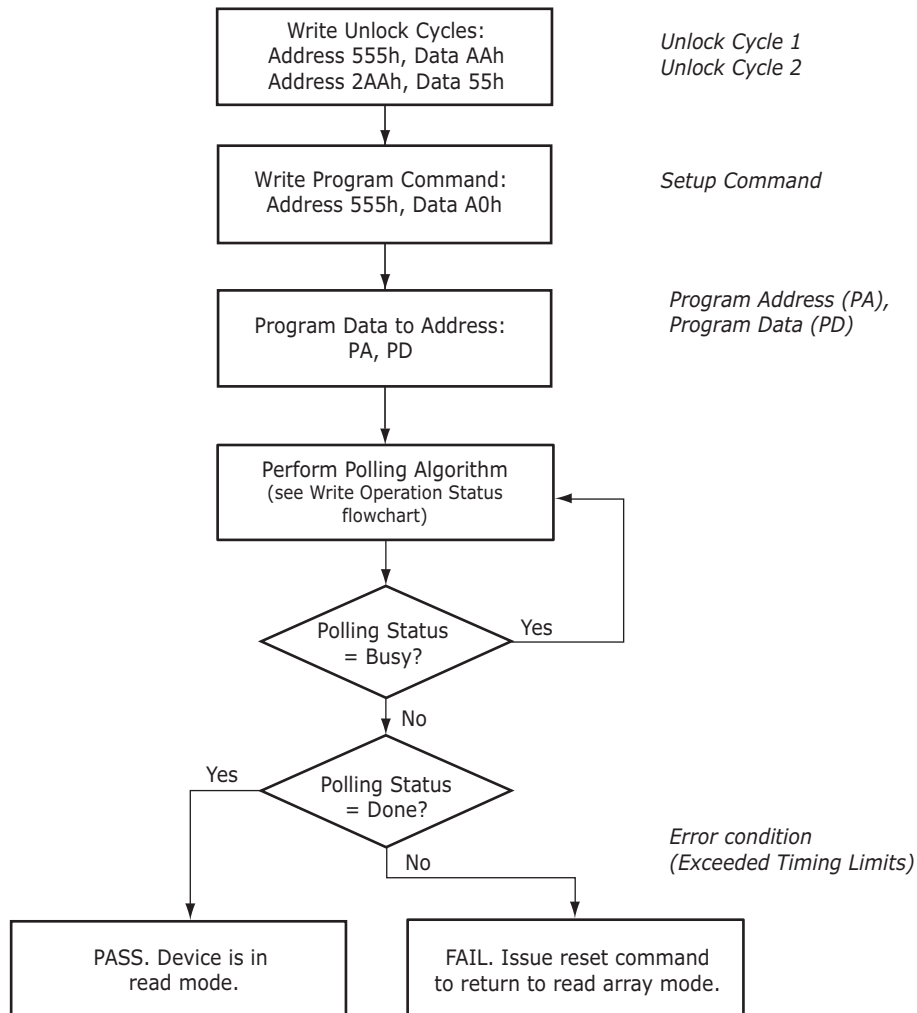 Write Unlock Cycles:
Address 555h, Data AAh
Address 2AAh, Data 55h
Unlock Cycle 1
Unlock Cycle 2
Write Program Command:
Address 555h, Data A0h
Setup Command
Program Data to Address:
PA, PD
Program Address (PA),
Program Data (PD)
Perform Polling Algorithm
(see Write Operation Status
flowchart)
Polling Status
= Busy?
Yes
No
Polling Status
= Done?
Yes
No
Error condition
(Exceeded Timing Limits)
PASS. Device is in
read mode.
FAIL. Issue reset command
to return to read array mode.